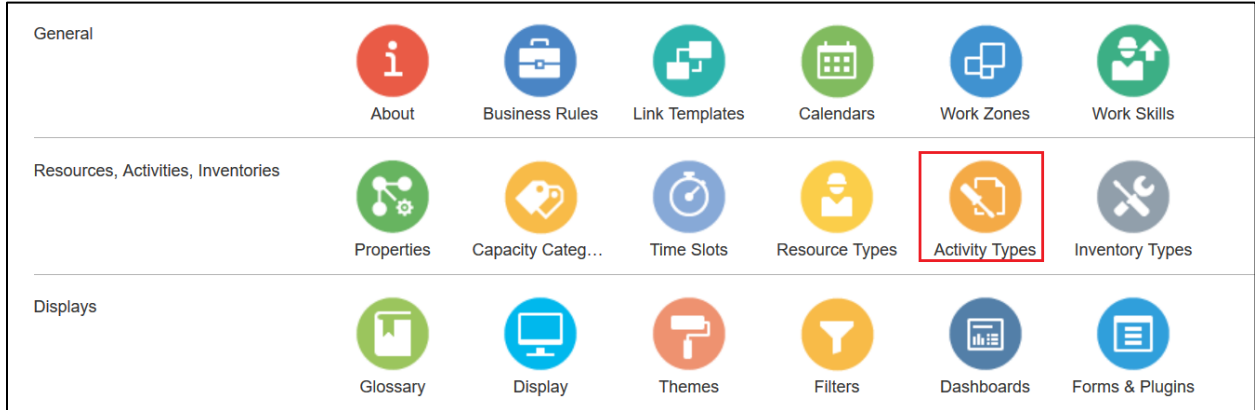 General
About
Business Rules
Link Templates
Calendars
Work Zones
Work Skills
Resources, Activities, Inventories
Properties
Capacity Categ...
Time Slots
Resource Types
Activity Types
Inventory Types
Displays
Glossary
Display
Themes
Filters
Dashboards
Forms & Plugins